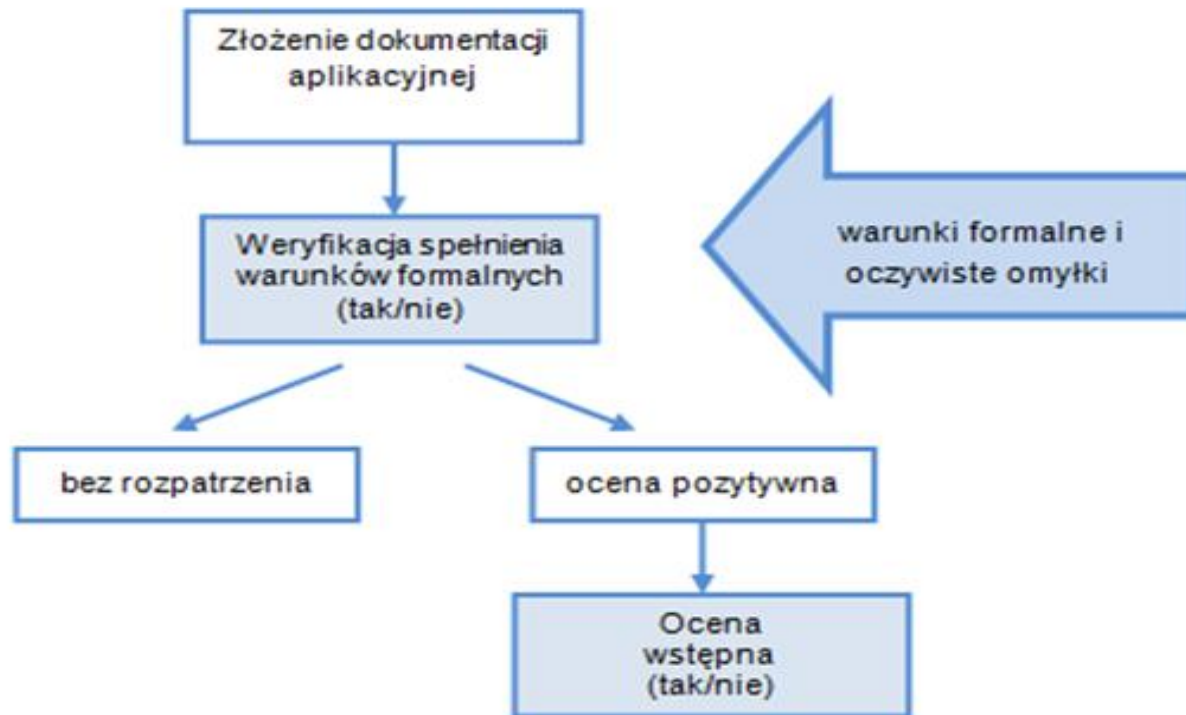 Złożenie dokumentacji
aplikacyjnej
Weryfikacja spełnienia
warunków formalnych
(tak/nie)
warunki formalne i
oczywiste omyłki
bez rozpatrzenia
ocena pozytywna
Ocena
wstępna
(tak/nie)